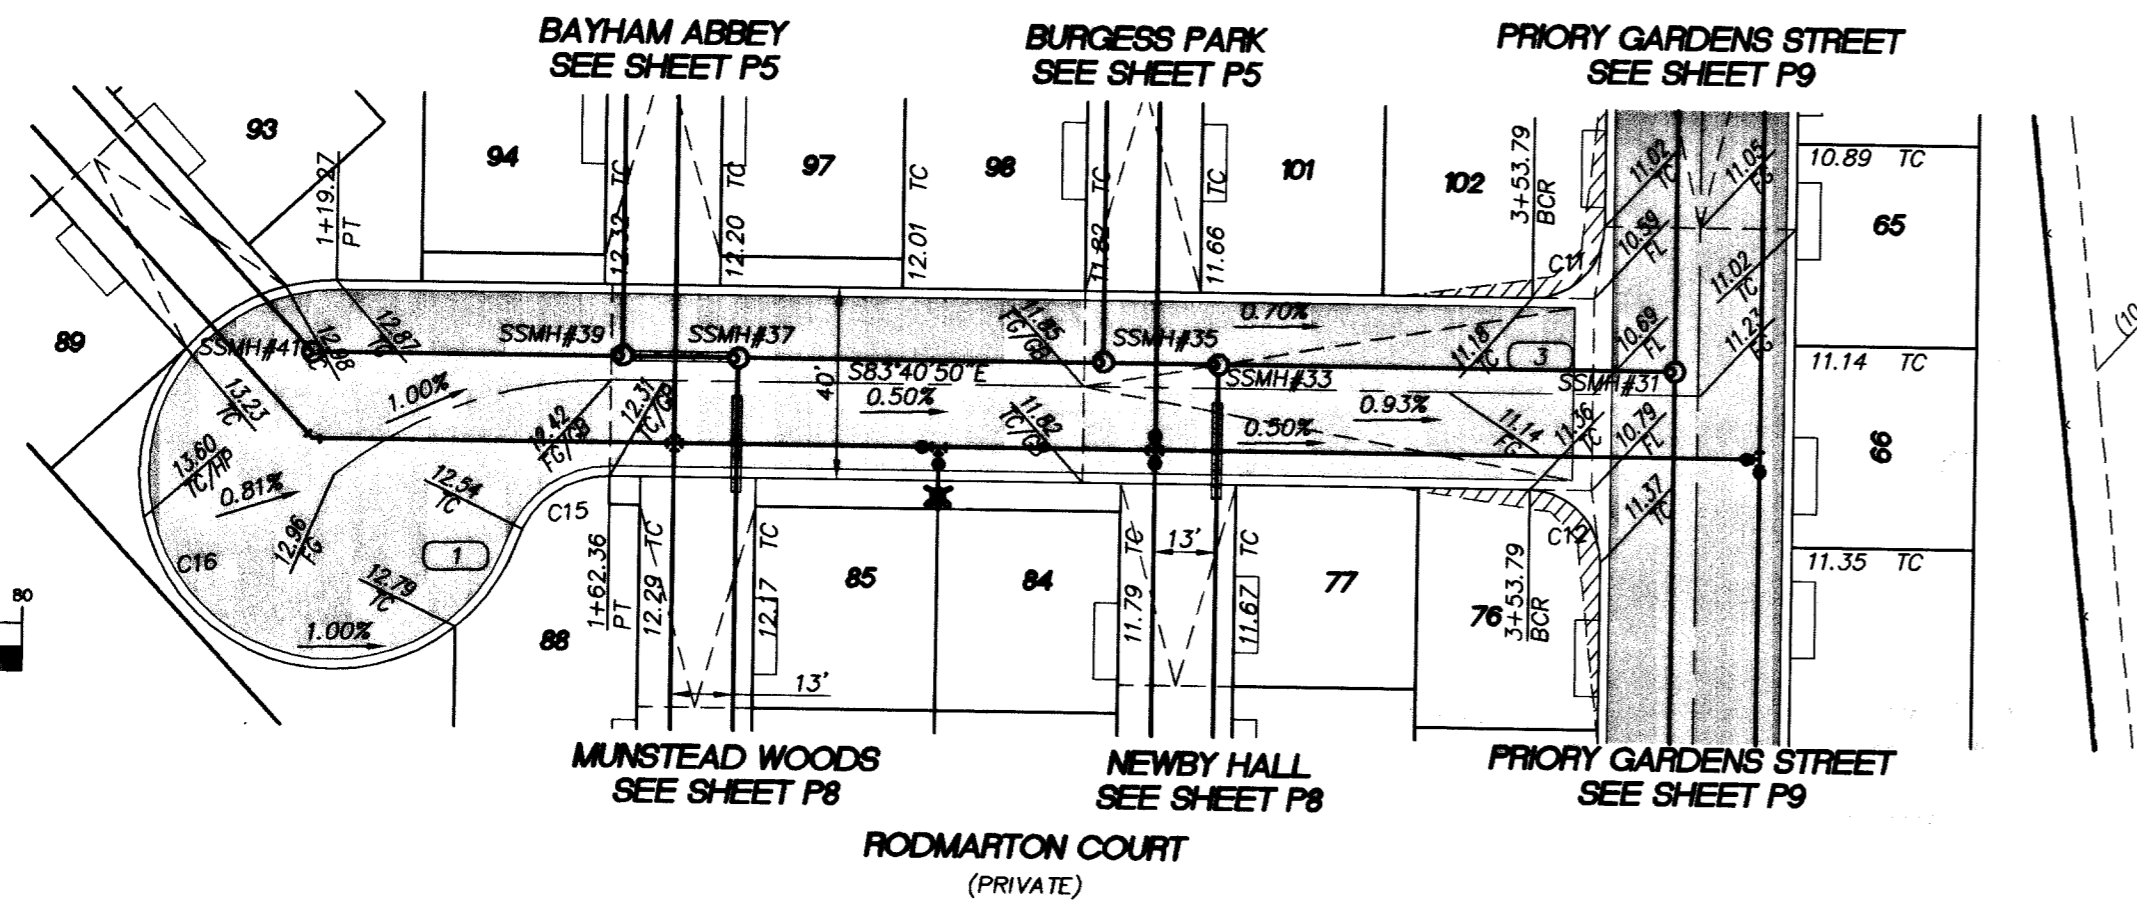 BAYHAM ABBEY
SEE SHEET P5
BURGESS PARK
SEE SHEET P5
PRIORY GARDENS STREET
SEE SHEET P9
93
94
97
98
101
102
65
66
89
88
85
84
77
76
1+19.27
PT
12.32 TC
12.20 TC
12.01 TC
11.82 TC
11.66 TC
3+53.79
BCR
11.02
TC
11.05
FG
10.89 TC
10.59
FL
11.02
TC
C11
10.69
FL
11.23
FG
11.14 TC
11.35 TC
(10
SSMH#41
12.98
12.87
TC
SSMH#39
SSMH#37
11.85
FG/GB
SSMH#35
0.70%
11.18
TC
3
SSMH#33
SSMH#31
13.23
TC
1.00%
40'
S83°40'50"E
0.50%
0.93%
0.50%
12.42
FG/GB
12.31
TC/GB
11.82
TC/GB
11.14
FG
11.36
TC
10.79
FL
11.37
TC
13.60
TC/HP
0.81%
12.54
TC
C15
12.96
FG
1
C16
12.79
TC
1.00%
80
1+62.36
PT
12.29 TC
12.17 TC
13'
11.79 TC
13'
11.67 TC
3+53.79
BCR
C12
MUNSTEAD WOODS
SEE SHEET P8
NEWBY HALL
SEE SHEET P8
PRIORY GARDENS STREET
SEE SHEET P9
RODMARTON COURT
(PRIVATE)